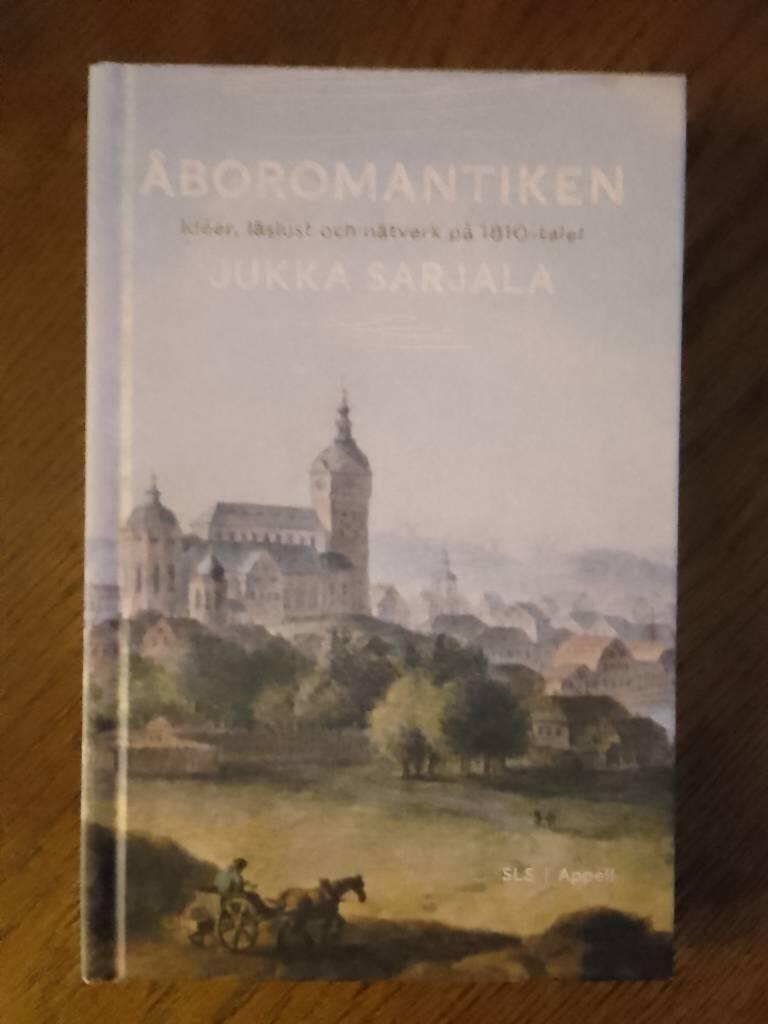 ÅBOROMANTIKEN
Idéer, läslust och nätverk på 1810-talet
JUKKA SARJALA
SLS | Appell